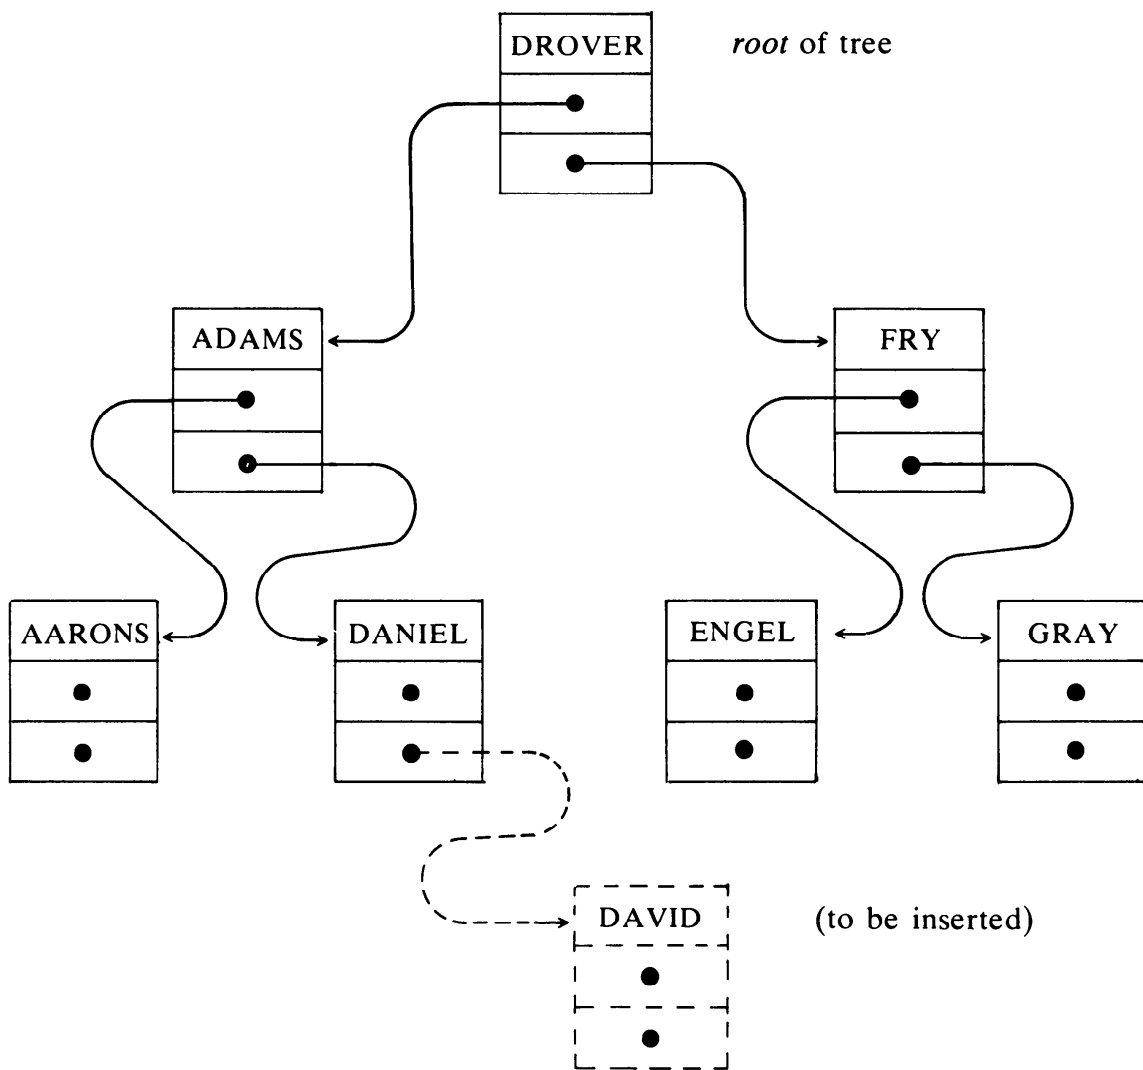 DROVER
root of tree
ADAMS
FRY
AARONS
DANIEL
ENGEL
GRAY
DAVID
(to be inserted)